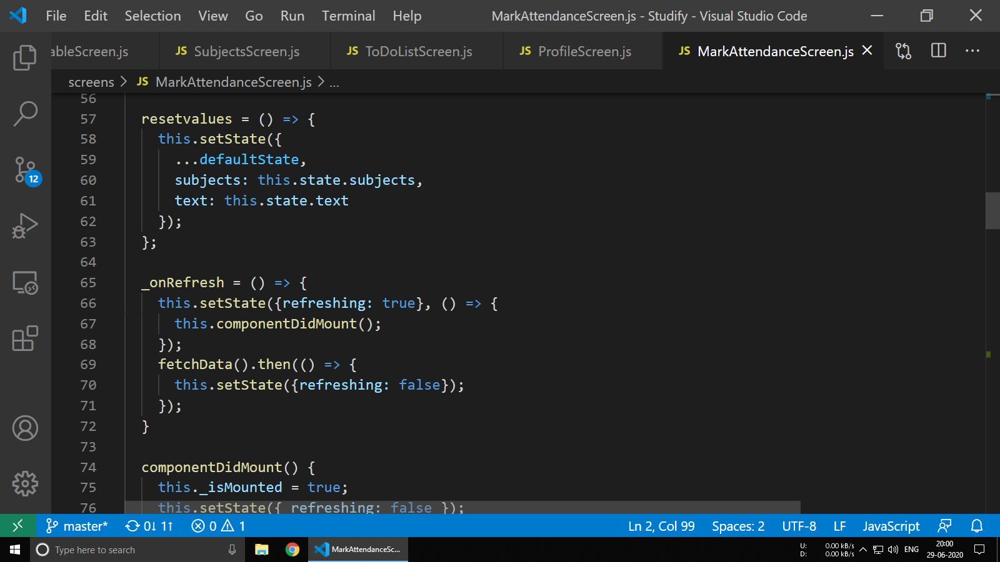 File Edit Selection View Go Run Terminal Help MarkAttendanceScreen.js - Studify - Visual Studio Code
ableScreen.js JS SubjectsScreen.js JS ToDoListScreen.js JS ProfileScreen.js JS MarkAttendanceScreen.js
screens > JS MarkAttendanceScreen.js > ...
56
57 resetvalues = () => {
58 this.setState({
59 ...defaultState,
60 subjects: this.state.subjects,
61 text: this.state.text
62 });
63 };
64
65 _onRefresh = () => {
66 this.setState({refreshing: true}, () => {
67 this.componentDidMount();
68 });
69 fetchData().then(() => {
70 this.setState({refreshing: false});
71 });
72 }
73
74 componentDidMount() {
75 this._isMounted = true;
76 this.setState({ refreshing: false });
12
master* 0↓ 1↑ 0 1 Ln 2, Col 99 Spaces: 2 UTF-8 LF JavaScript
Type here to search MarkAttendanceSc... U: 0.00 kB/s D: 0.00 kB/s ENG 20:00 29-06-2020